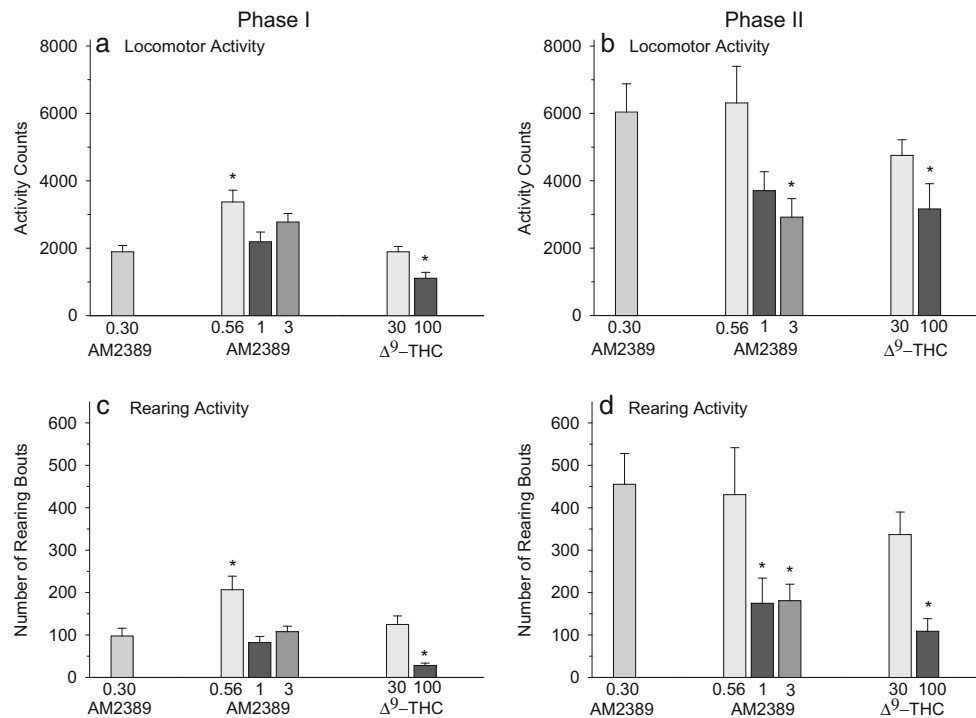 Phase I
Phase II
a Locomotor Activity
8000
6000
4000
2000
0
Activity Counts
*
*
0.30
0.56 1 3
30 100
AM2389
AM2389
Δ9–THC
b Locomotor Activity
8000
6000
4000
2000
0
Activity Counts
*
*
0.30
0.56 1 3
30 100
AM2389
AM2389
Δ9–THC
c Rearing Activity
600
500
400
300
200
100
0
Number of Rearing Bouts
*
*
0.30
0.56 1 3
30 100
AM2389
AM2389
Δ9–THC
d Rearing Activity
600
500
400
300
200
100
0
Number of Rearing Bouts
* *
*
0.30
0.56 1 3
30 100
AM2389
AM2389
Δ9–THC